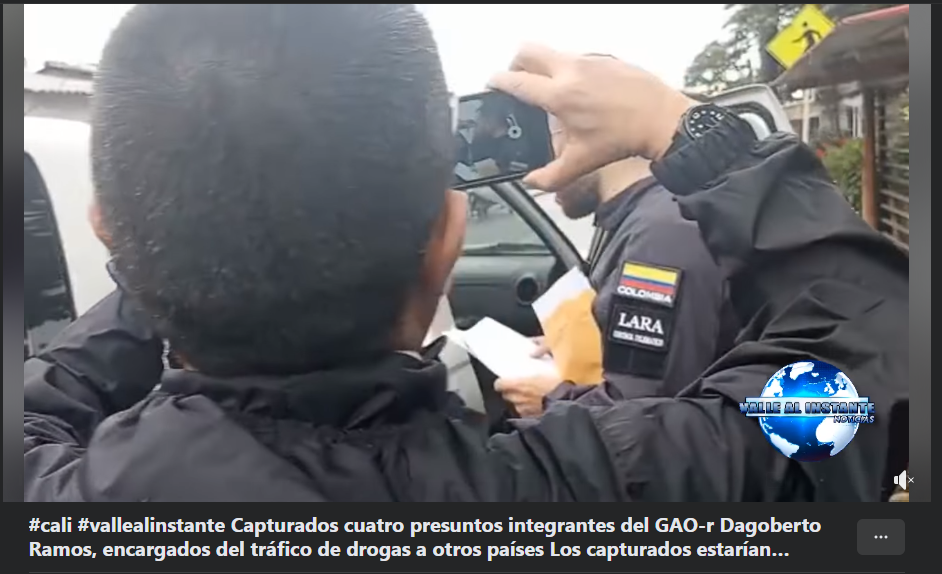 COLOMBIA
LARA
VALLE AL INSTANTE
NOTICIAS
#cali #vallealinstante Capturados cuatro presuntos integrantes del GAO-r Dagoberto
Ramos, encargados del tráfico de drogas a otros países Los capturados estarían...